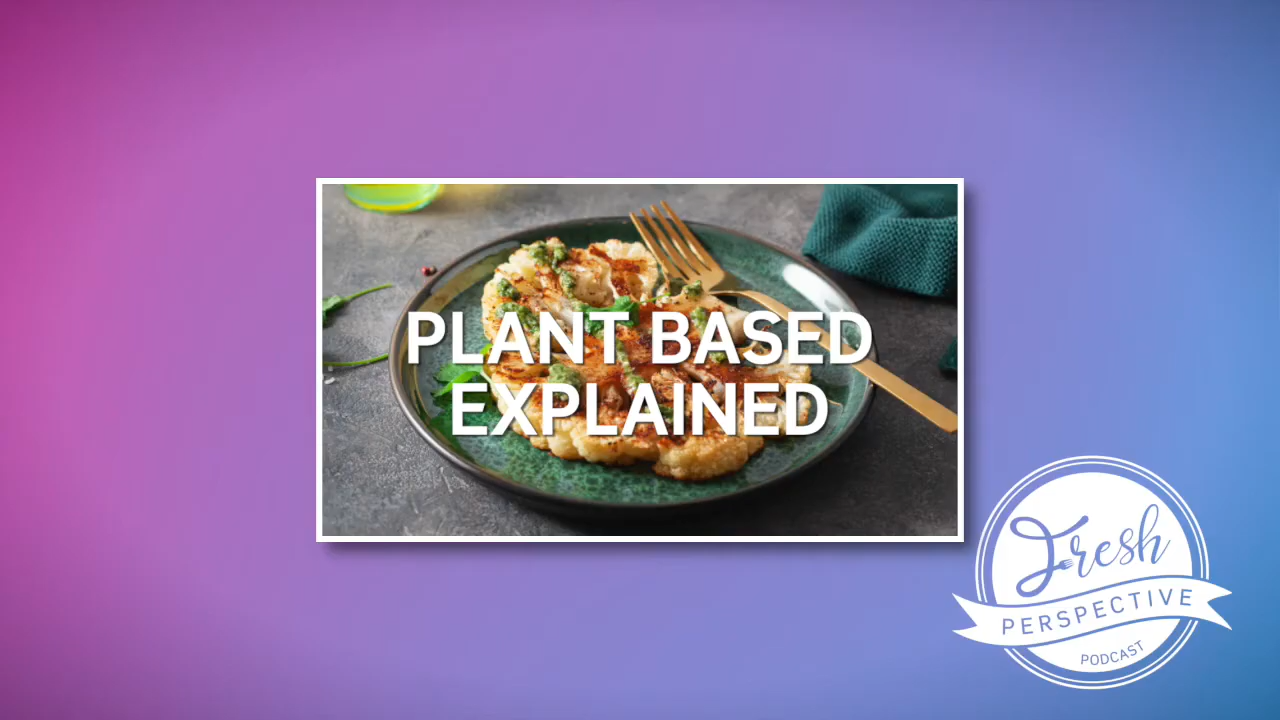 PLANT BASED
EXPLAINED
Fresh
PERSPECTIVE
PODCAST